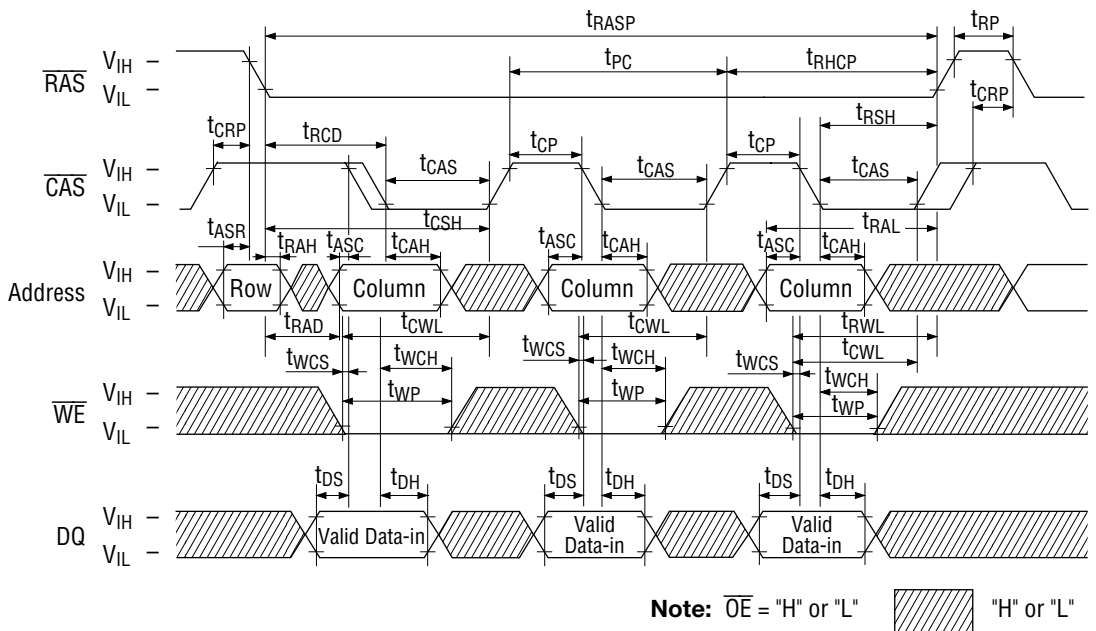 tRASP tRP
tPC tRHCP
RAS VIH –
VIL –
tCRP
tRSH
tCRP tRCD
tCP tCP
CAS VIH –
VIL –
tCAS tCAS tCAS
tCSH tRAL
tASR tRAH tASC tCAH tASC tCAH tASC tCAH
Address VIH –
VIL –
Row Column Column Column
tRAD tCWL tCWL tRWL
tCWL
tWCS tWCH tWCS tWCH tWCS tWCH
WE VIH –
VIL –
tWP tWP tWP
tDS tDH tDS tDH tDS tDH
DQ VIH –
VIL –
Valid Data-in
Valid
Data-in
Valid
Data-in
Note: OE = "H" or "L" "H" or "L"